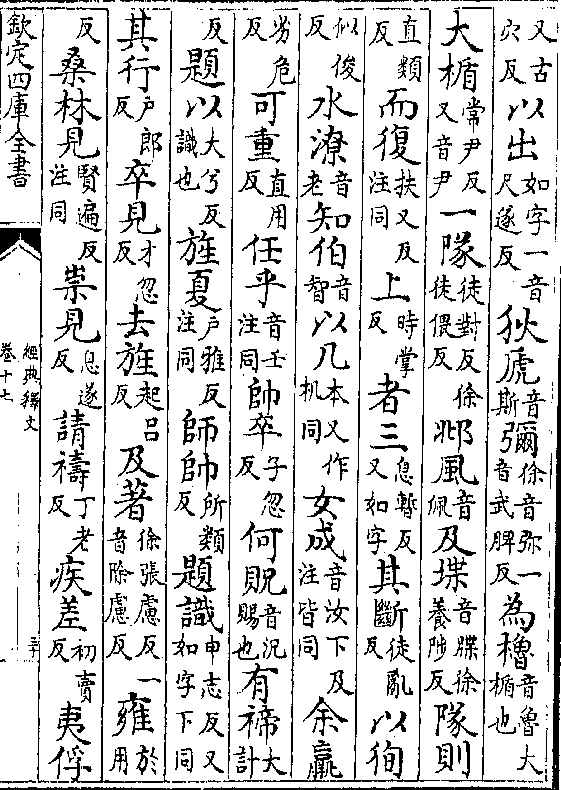 又古穴反以出如字一音尺遂反狄虒音斯彌徐音弥一音武脾反為櫓音魯大楯也
大楯常尹反又音尹一隊徒對反徐徒偎反邶風音佩及堞音牒徐養陟反隊則
直類反而復扶又反注同上時掌反者三息暫反又如字其斷徒亂反以徇
似俊反水潦音老知伯音智以几本又作机同女成音汝下及注皆同余羸
劣危反可重直用反任乎音壬注同帥卒子忽反何貺音況賜也有禘大計
反題以大兮反識也旌夏户雅反注同師帥所類反題識申志反又如字下同
其行户郎反卒見才忽反去旌起呂反及著徐張慮反一音除慮反雍於用
反桑林見賢遍反注同祟見息遂反請禱丁老反疾差初賣反夷俘
欽定四庫全書
經典釋文
卷十七